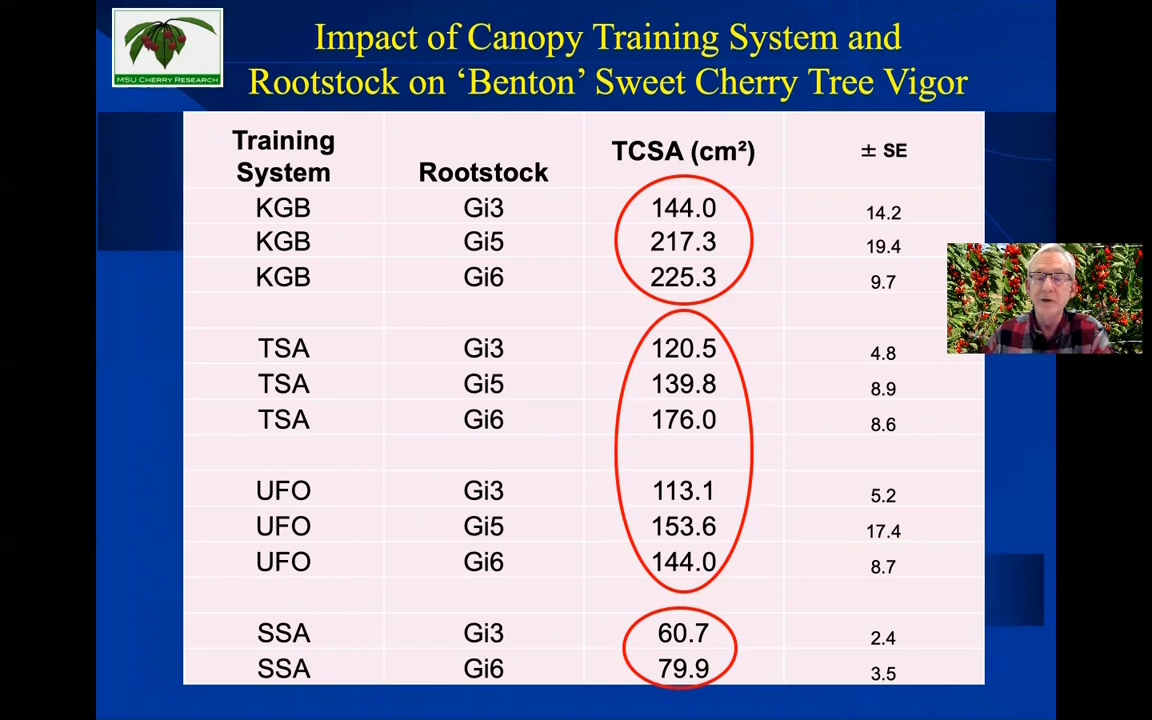 MSU CHERRY RESEARCH
Impact of Canopy Training System and
Rootstock on ‘Benton’ Sweet Cherry Tree Vigor
Training System Rootstock TCSA (cm²) ± SE
KGB Gi3 144.0 14.2
KGB Gi5 217.3 19.4
KGB Gi6 225.3 9.7
TSA Gi3 120.5 4.8
TSA Gi5 139.8 8.9
TSA Gi6 176.0 8.6
UFO Gi3 113.1 5.2
UFO Gi5 153.6 17.4
UFO Gi6 144.0 8.7
SSA Gi3 60.7 2.4
SSA Gi6 79.9 3.5